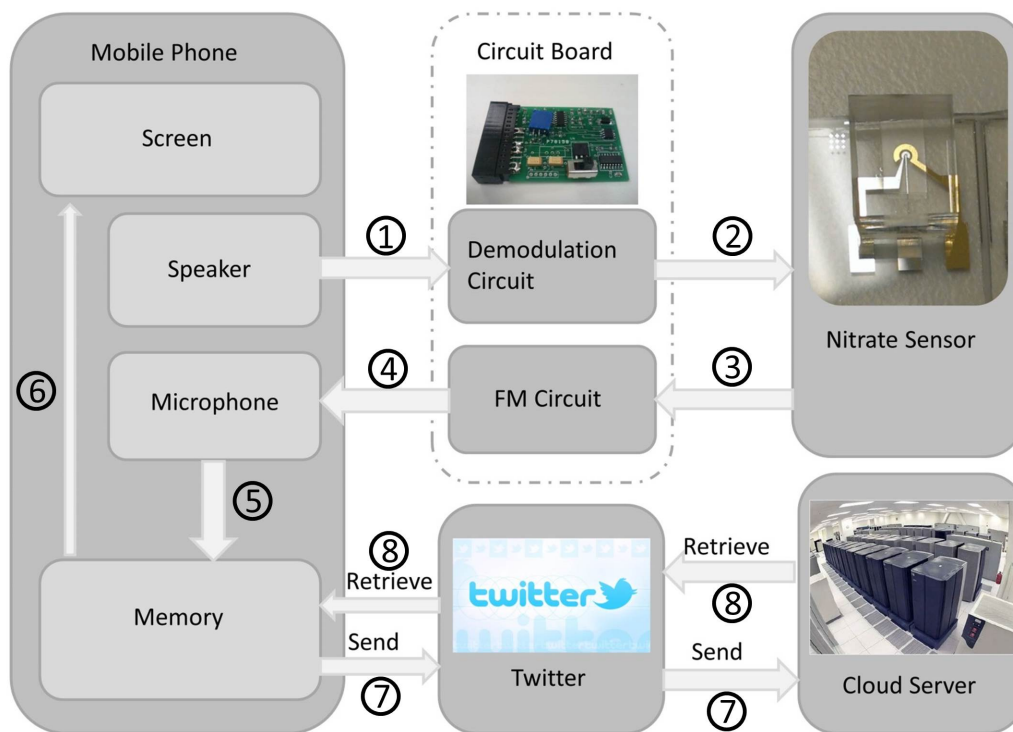 Mobile Phone
Circuit Board
Screen
Speaker
①
Demodulation
Circuit
②
Nitrate Sensor
Microphone
④
FM Circuit
③
⑥
⑤
Memory
⑧
Retrieve
Send
⑦
twitter
Twitter
Retrieve
⑧
Send
⑦
Cloud Server